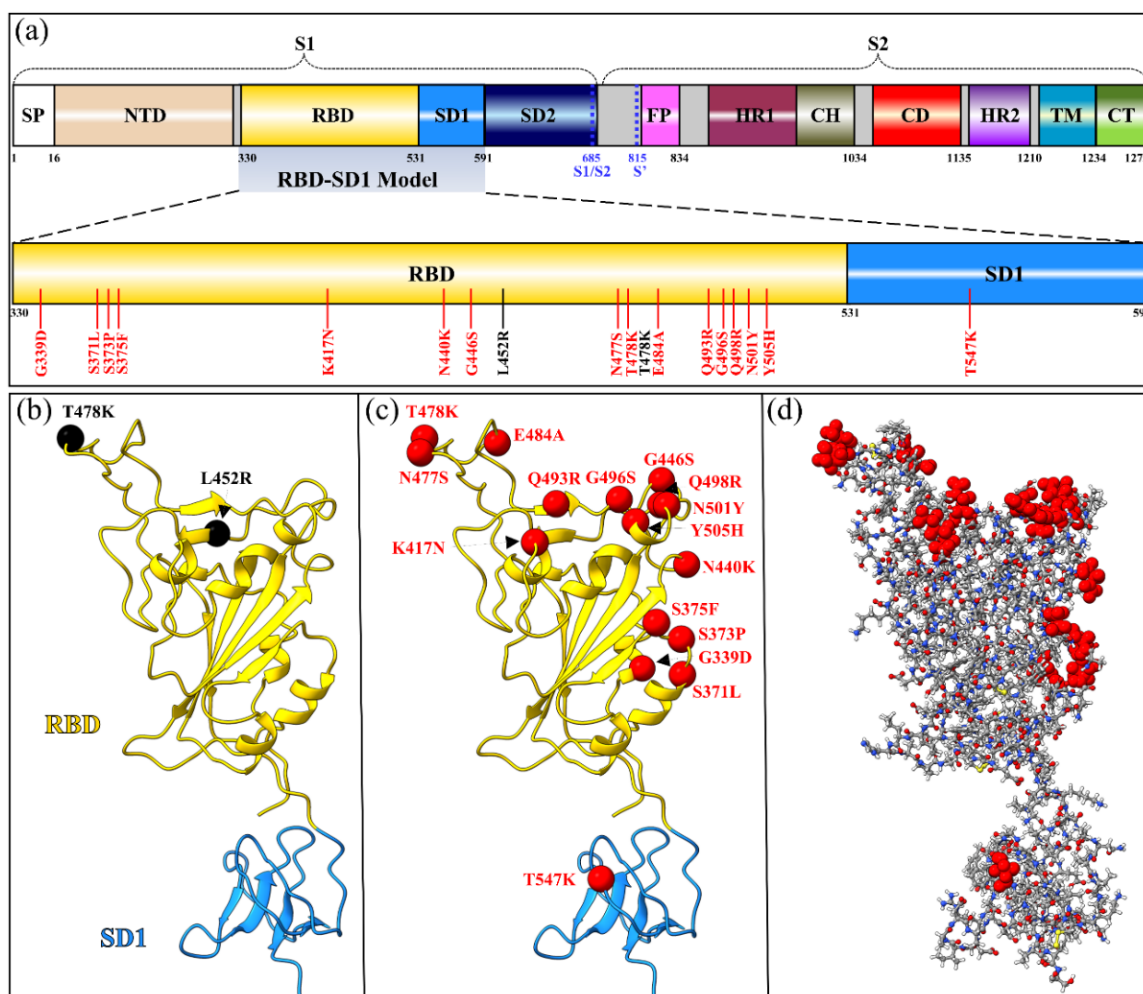 (a)
S1
S2
SP
NTD
RBD
SD1
SD2
FP
HR1
CH
CD
HR2
TM
CT
1
16
330
531
591
685
815
834
1034
1135
1210
1234
127
S1/S2
S'
RBD-SD1 Model
RBD
SD1
330
531
59
G339D
S371L
S373P
S375F
K417N
N440K
G446S
L452R
N477S
T478K
T478K
E484A
Q493R
G496S
Q498R
N501Y
Y505H
T547K
(b)
T478K
L452R
RBD
SD1
(c)
T478K
E484A
N477S
G446S
Q493R
G496S
Q498R
N501Y
Y505H
K417N
N440K
S375F
S373P
G339D
S371L
T547K
(d)